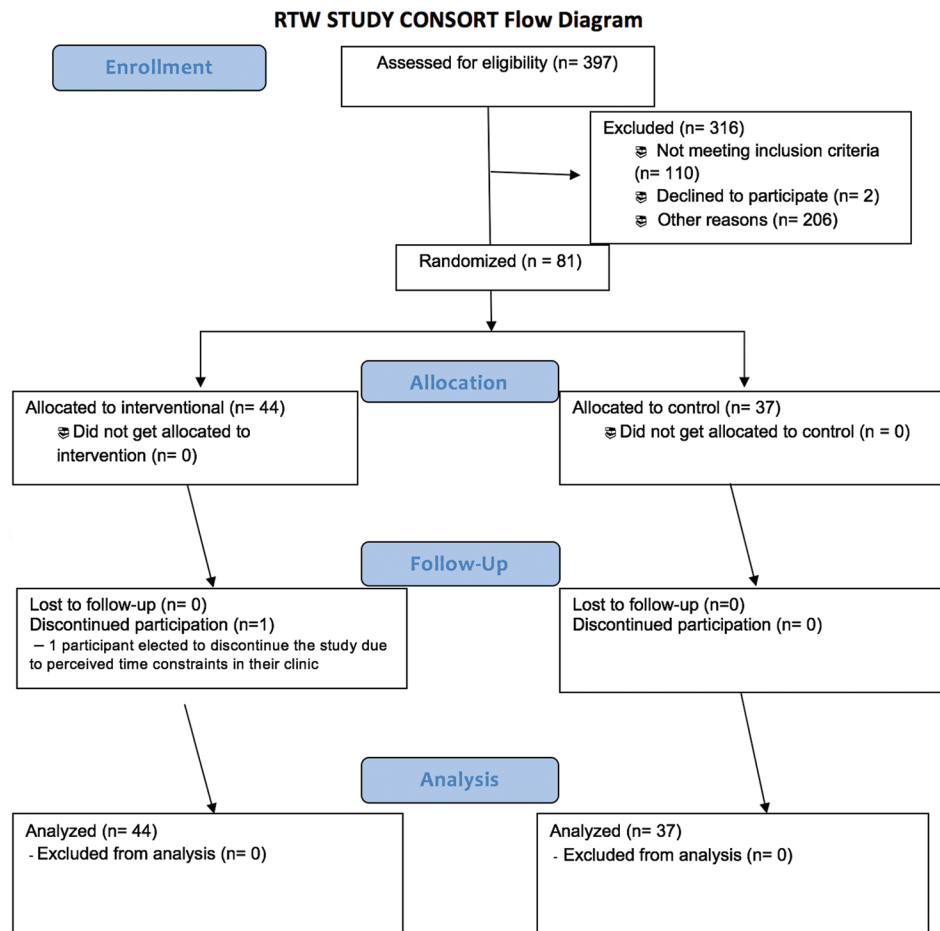 RTW STUDY CONSORT Flow Diagram
Enrollment
Assessed for eligibility (n= 397)
Excluded (n= 316)
Not meeting inclusion criteria
(n= 110)
Declined to participate (n= 2)
Other reasons (n= 206)
Randomized (n = 81)
Allocation
Allocated to interventional (n= 44)
Did not get allocated to
intervention (n= 0)
Allocated to control (n= 37)
Did not get allocated to control (n = 0)
Follow-Up
Lost to follow-up (n= 0)
Discontinued participation (n=1)
– 1 participant elected to discontinue the study due
to perceived time constraints in their clinic
Lost to follow-up (n=0)
Discontinued participation (n= 0)
Analysis
Analyzed (n= 44)
- Excluded from analysis (n= 0)
Analyzed (n= 37)
- Excluded from analysis (n= 0)